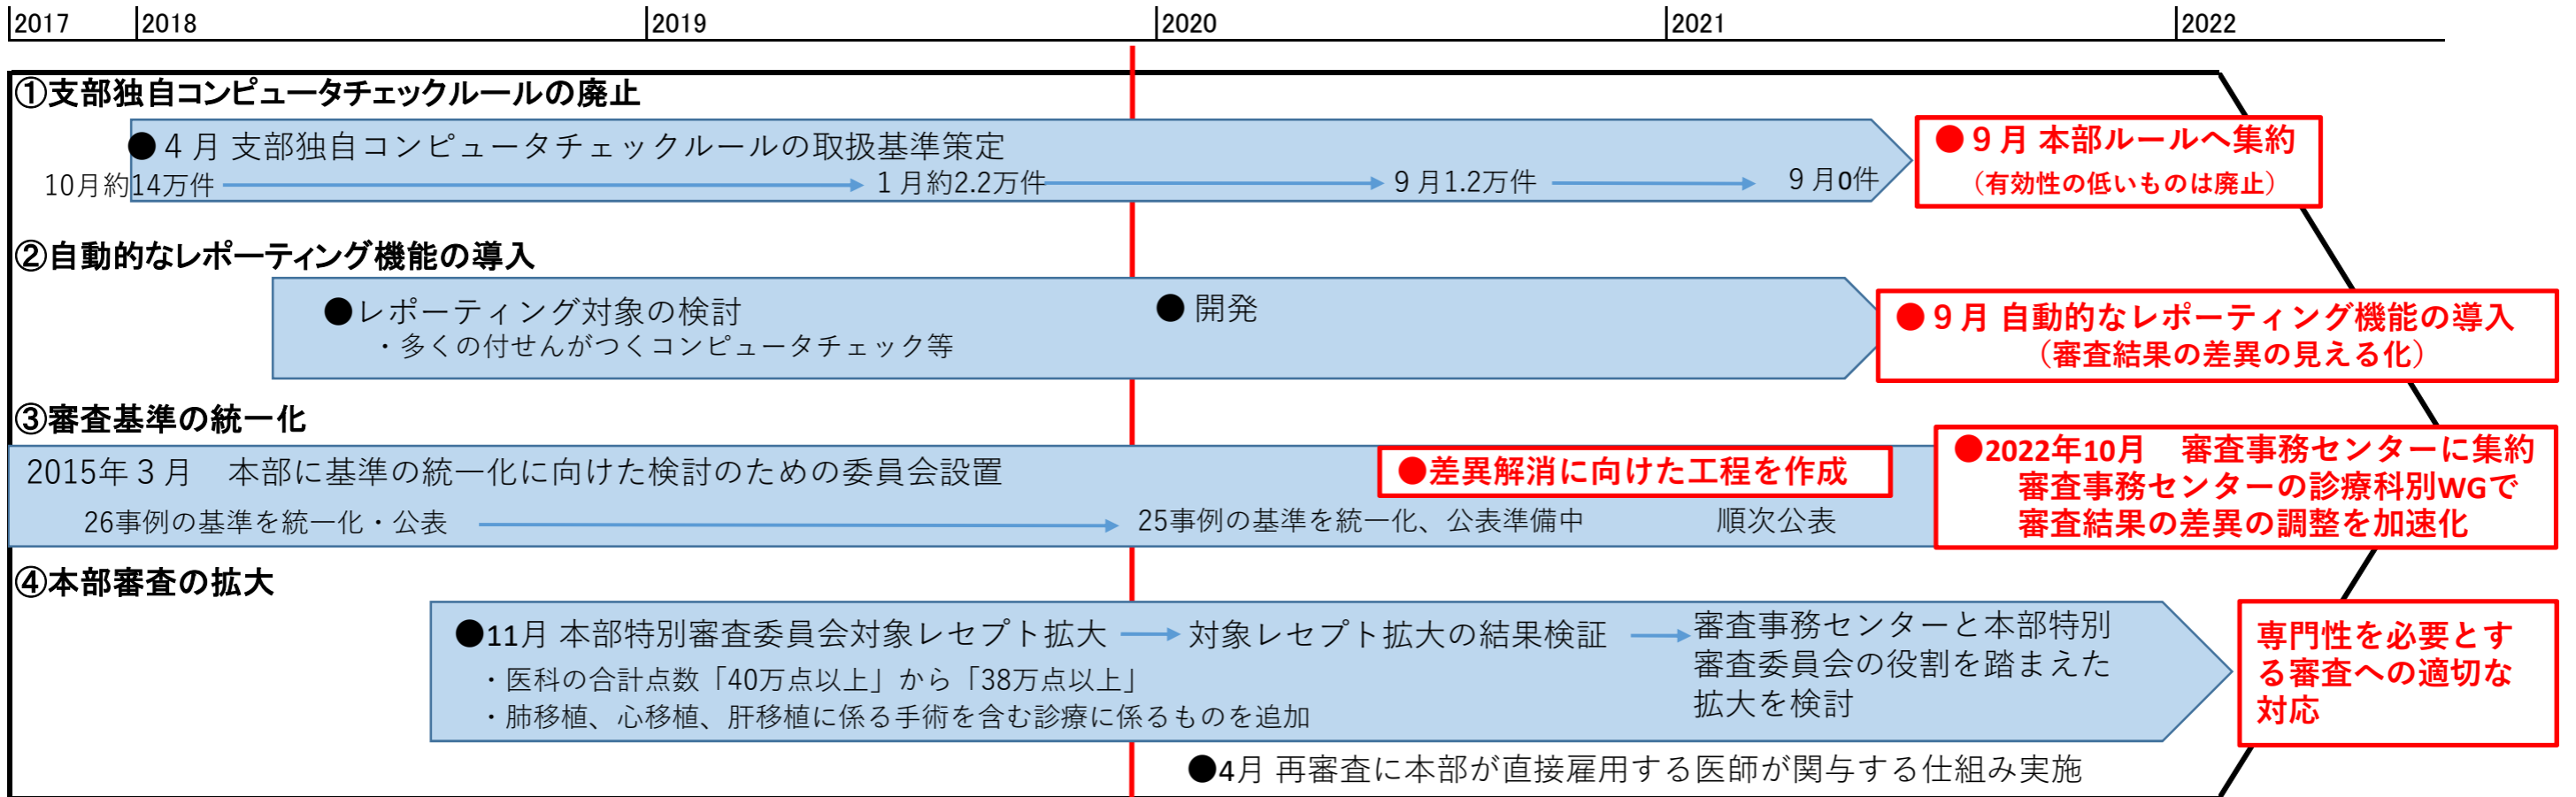 2017 2018 2019 2020 2021 2022
①支部独自コンピュータチェックルールの廃止
●４月 支部独自コンピュータチェックルールの取扱基準策定
10月約14万件 １月約2.2万件 ９月1.2万件 ９月0件
●９月 本部ルールへ集約
（有効性の低いものは廃止）
②自動的なレポーティング機能の導入
●レポーティング対象の検討
・多くの付せんがつくコンピュータチェック等
● 開発
●９月 自動的なレポーティング機能の導入
（審査結果の差異の見える化）
③審査基準の統一化
2015年３月　本部に基準の統一化に向けた検討のための委員会設置
●差異解消に向けた工程を作成
26事例の基準を統一化・公表 25事例の基準を統一化、公表準備中 順次公表
●2022年10月　審査事務センターに集約
審査事務センターの診療科別WGで
審査結果の差異の調整を加速化
④本部審査の拡大
●11月 本部特別審査委員会対象レセプト拡大
・医科の合計点数「40万点以上」から「38万点以上」
・肺移植、心移植、肝移植に係る手術を含む診療に係るものを追加
対象レセプト拡大の結果検証
審査事務センターと本部特別
審査委員会の役割を踏まえた
拡大を検討
専門性を必要とす
る審査への適切な
対応
●4月 再審査に本部が直接雇用する医師が関与する仕組み実施